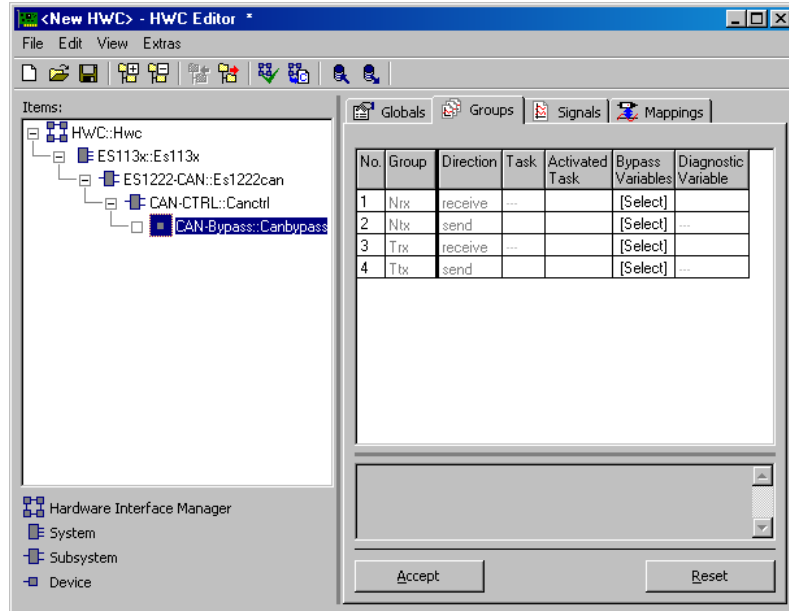 <New HWC> - HWC Editor *
File Edit View Extras
Items:
HWC::Hwc
ES113x::Es113x
ES1222-CAN::Es1222can
CAN-CTRL::Canctrl
CAN-Bypass::Canbypass
Hardware Interface Manager
System
Subsystem
Device
Globals Groups Signals Mappings
No. Group Direction Task Activated Task Bypass Variables Diagnostic Variable
1 Nrx receive --- [Select]
2 Ntx send [Select] ---
3 Trx receive --- [Select]
4 Ttx send [Select] ---
Accept Reset